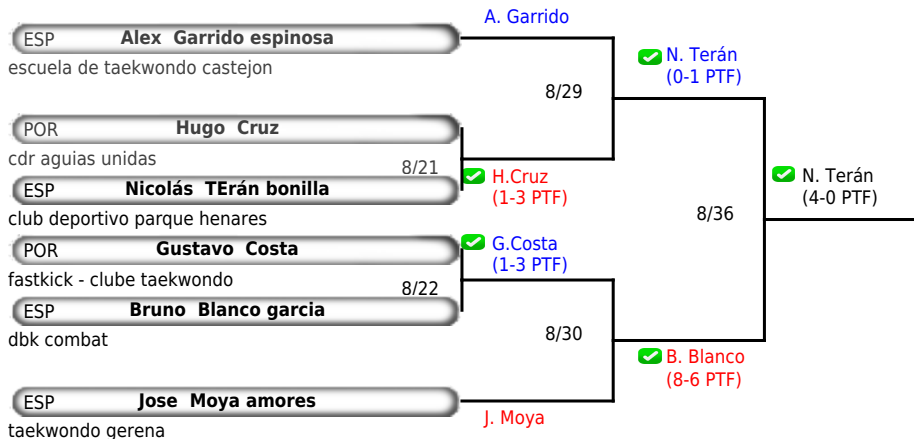 A. Garrido
ESP Alex Garrido espinosa
escuela de taekwondo castejon
N. Terán
(0-1 PTF)
8/29
POR Hugo Cruz
cdr aguias unidas
8/21
H.Cruz
(1-3 PTF)
ESP Nicolás TErán bonilla
club deportivo parque henares
N. Terán
(4-0 PTF)
8/36
POR Gustavo Costa
fastkick - clube taekwondo
G.Costa
(1-3 PTF)
8/22
ESP Bruno Blanco garcia
dbk combat
8/30
B. Blanco
(8-6 PTF)
ESP Jose Moya amores
taekwondo gerena
J. Moya